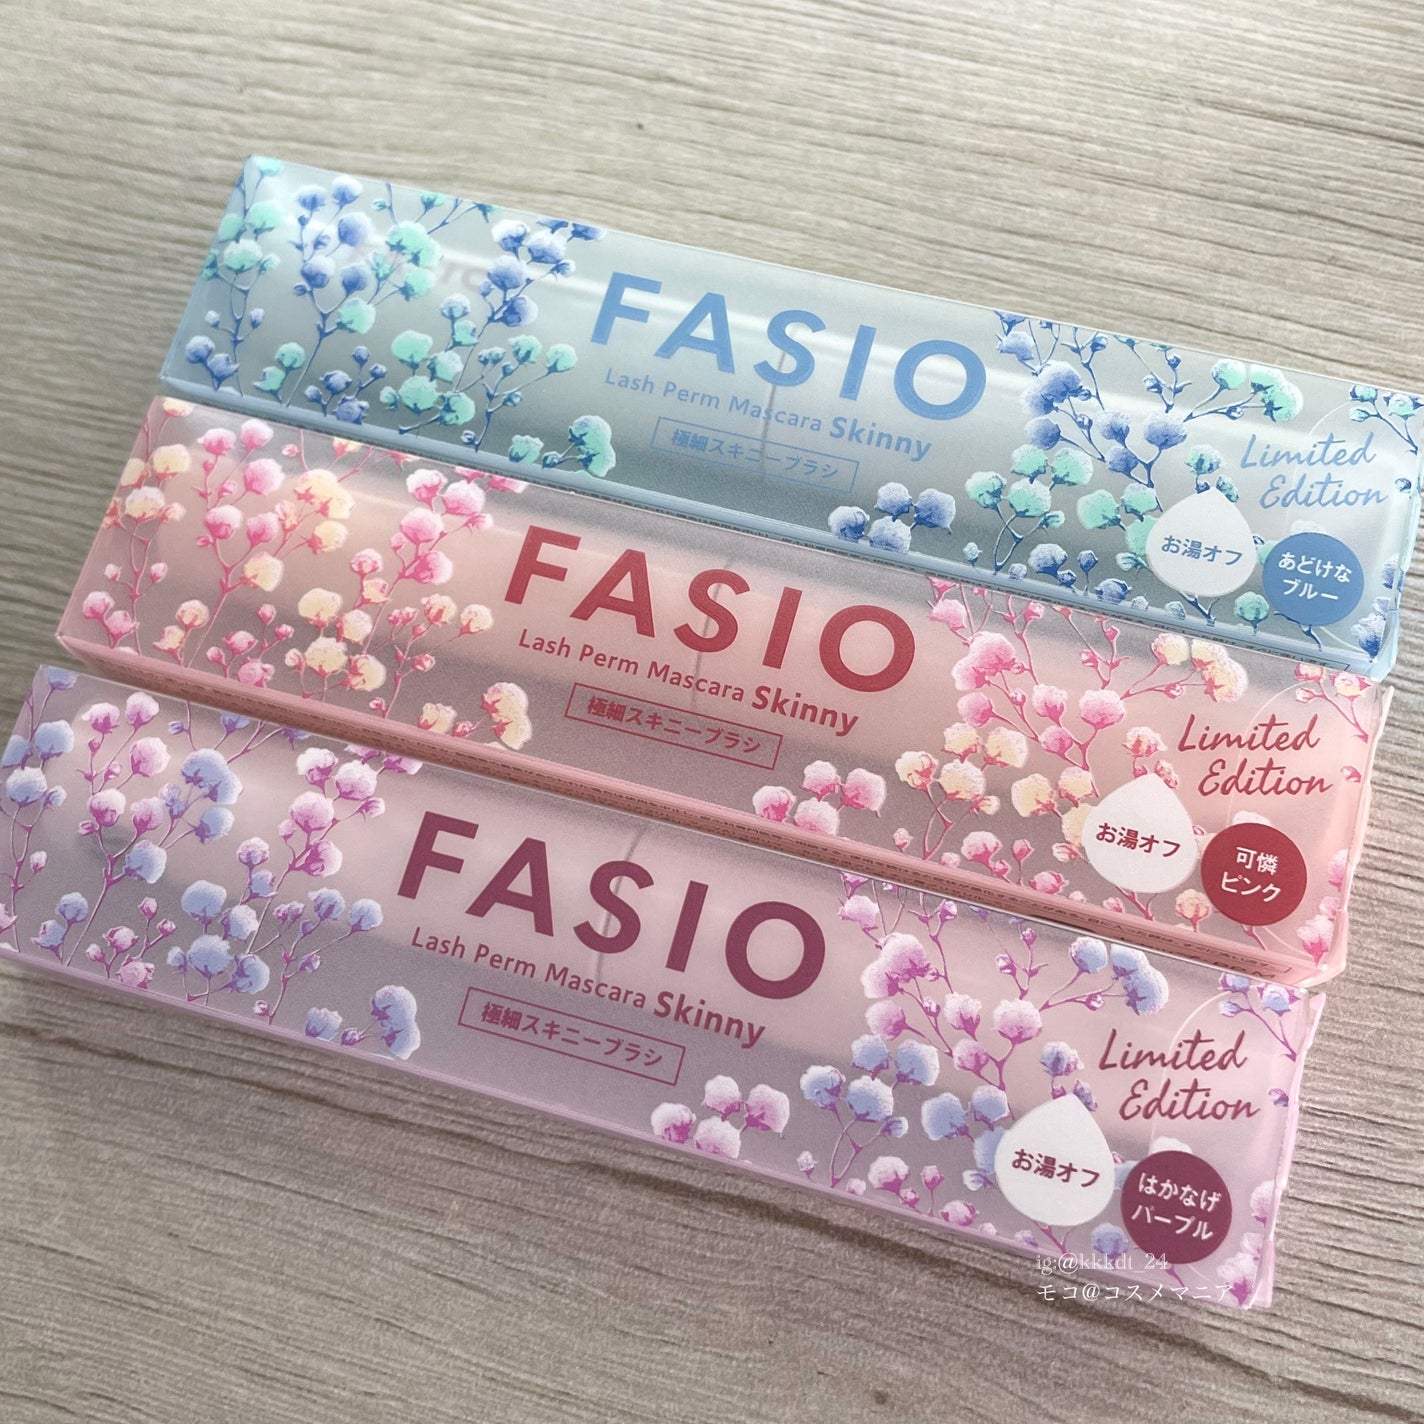 FASIO
Lash Perm Mascara Skinny
極細スキニーブラシ
Limited
Edition
お湯オフ
あどけな
ブルー
FASIO
Lash Perm Mascara Skinny
極細スキニーブラシ
Limited
Edition
お湯オフ
可憐
ピンク
FASIO
Lash Perm Mascara Skinny
極細スキニーブラシ
Limited
Edition
お湯オフ
はかなげ
パープル
ig:@kkkdt_24
モコ@コスメマニア